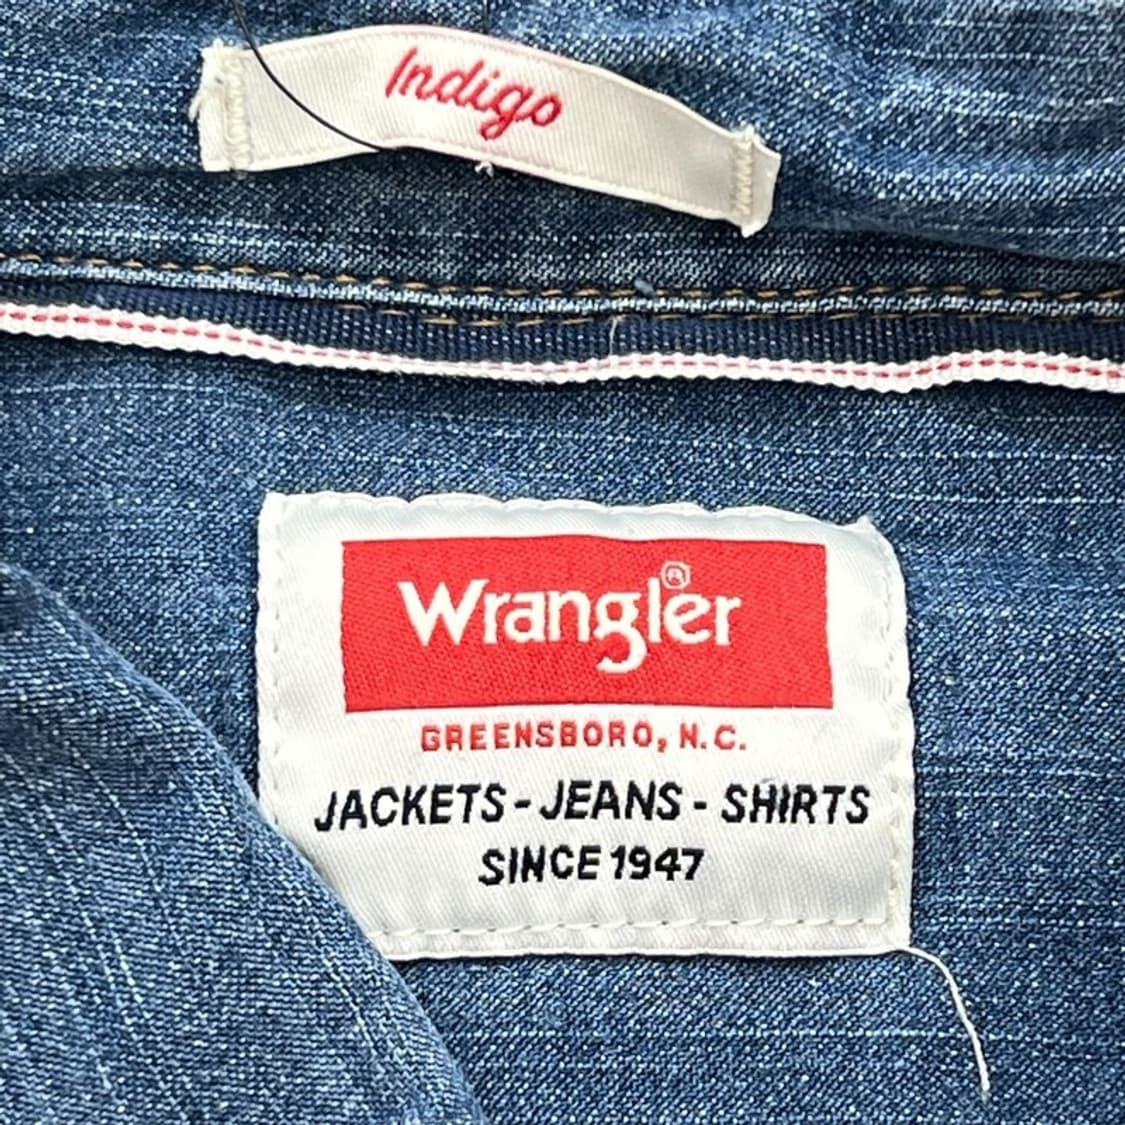 Indigo
Wrangler®
GREENSBORO, N.C.
JACKETS - JEANS - SHIRTS
SINCE 1947